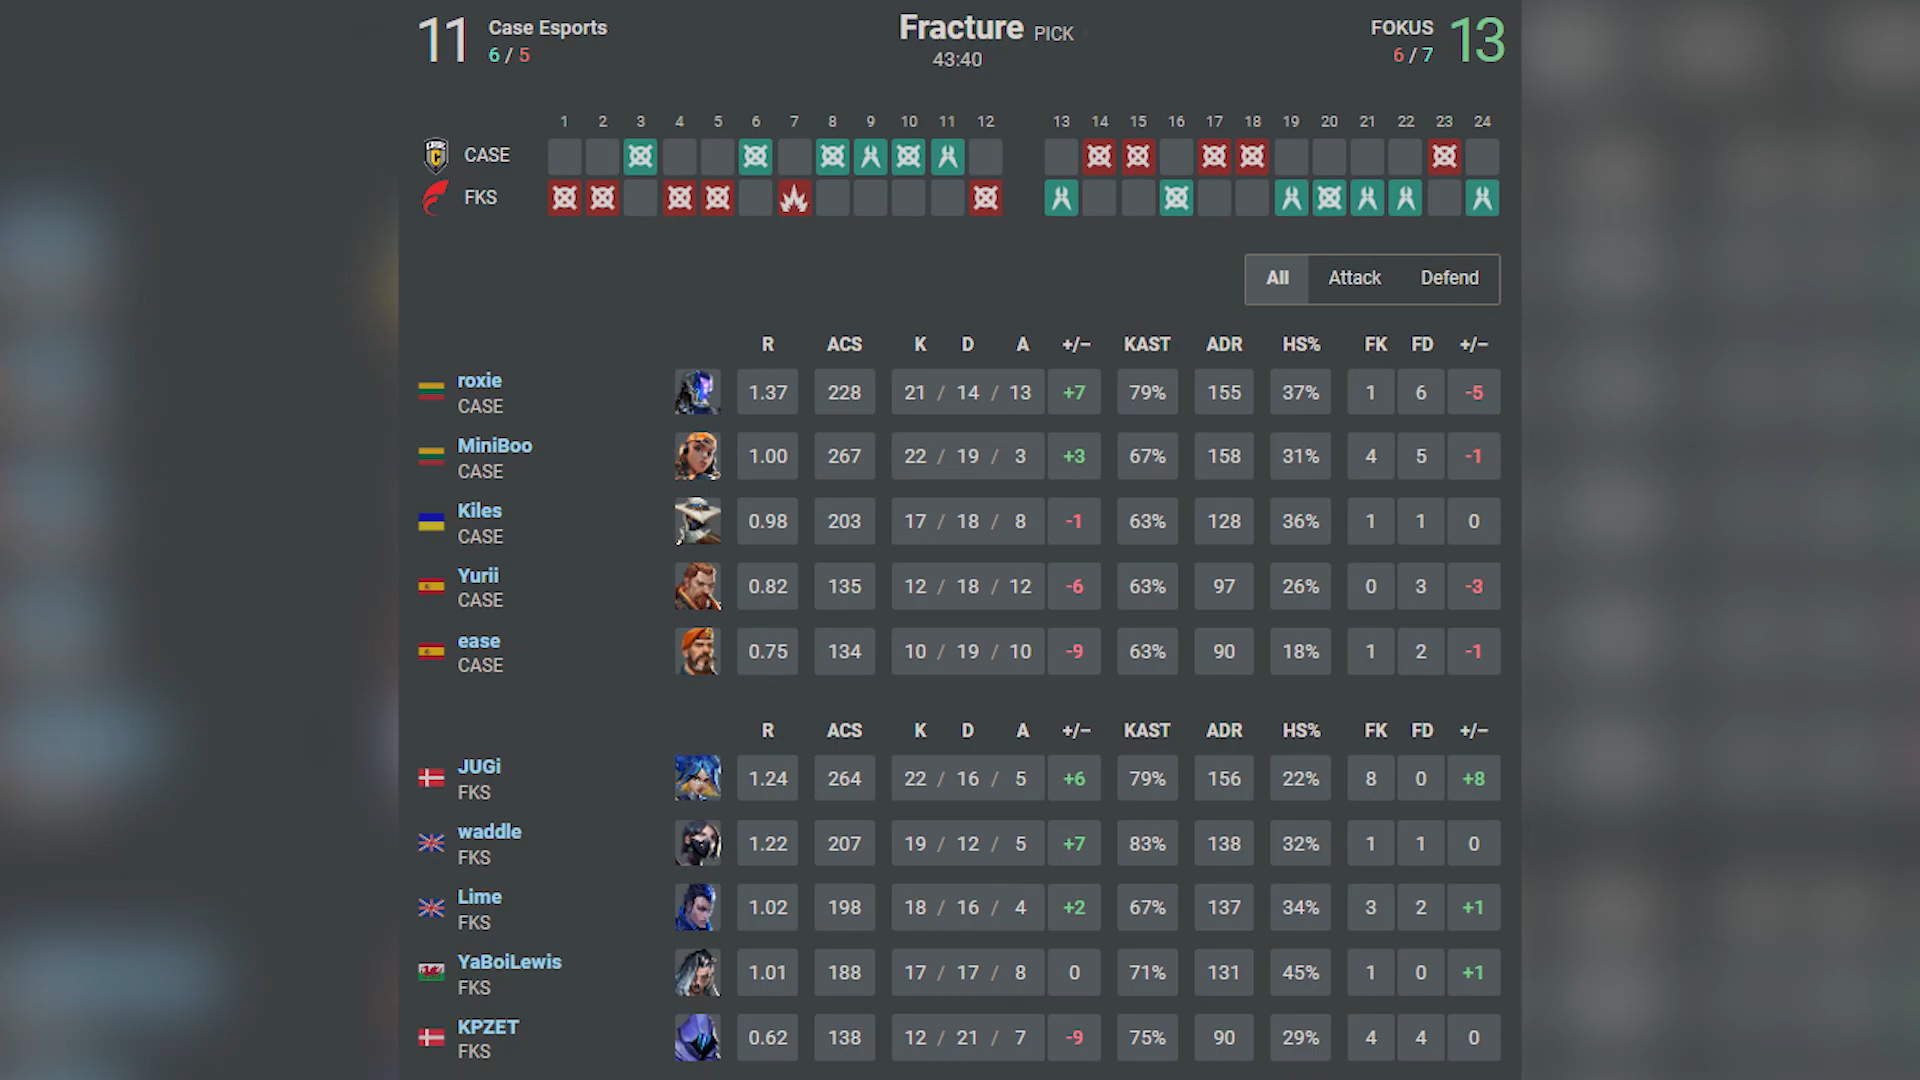 11 Case Esports Fracture PICK FOKUS 13
6 / 5 43:40 6 / 7
1 2 3 4 5 6 7 8 9 10 11 12 13 14 15 16 17 18 19 20 21 22 23 24
CASE
FKS
All Attack Defend
R ACS K D A +/– KAST ADR HS% FK FD +/–
roxie CASE 1.37 228 21 / 14 / 13 +7 79% 155 37% 1 6 -5
MiniBoo CASE 1.00 267 22 / 19 / 3 +3 67% 158 31% 4 5 -1
Kiles CASE 0.98 203 17 / 18 / 8 -1 63% 128 36% 1 1 0
Yurii CASE 0.82 135 12 / 18 / 12 -6 63% 97 26% 0 3 -3
ease CASE 0.75 134 10 / 19 / 10 -9 63% 90 18% 1 2 -1
R ACS K D A +/– KAST ADR HS% FK FD +/–
JUGi FKS 1.24 264 22 / 16 / 5 +6 79% 156 22% 8 0 +8
waddle FKS 1.22 207 19 / 12 / 5 +7 83% 138 32% 1 1 0
Lime FKS 1.02 198 18 / 16 / 4 +2 67% 137 34% 3 2 +1
YaBoiLewis FKS 1.01 188 17 / 17 / 8 0 71% 131 45% 1 0 +1
KPZET FKS 0.62 138 12 / 21 / 7 -9 75% 90 29% 4 4 0